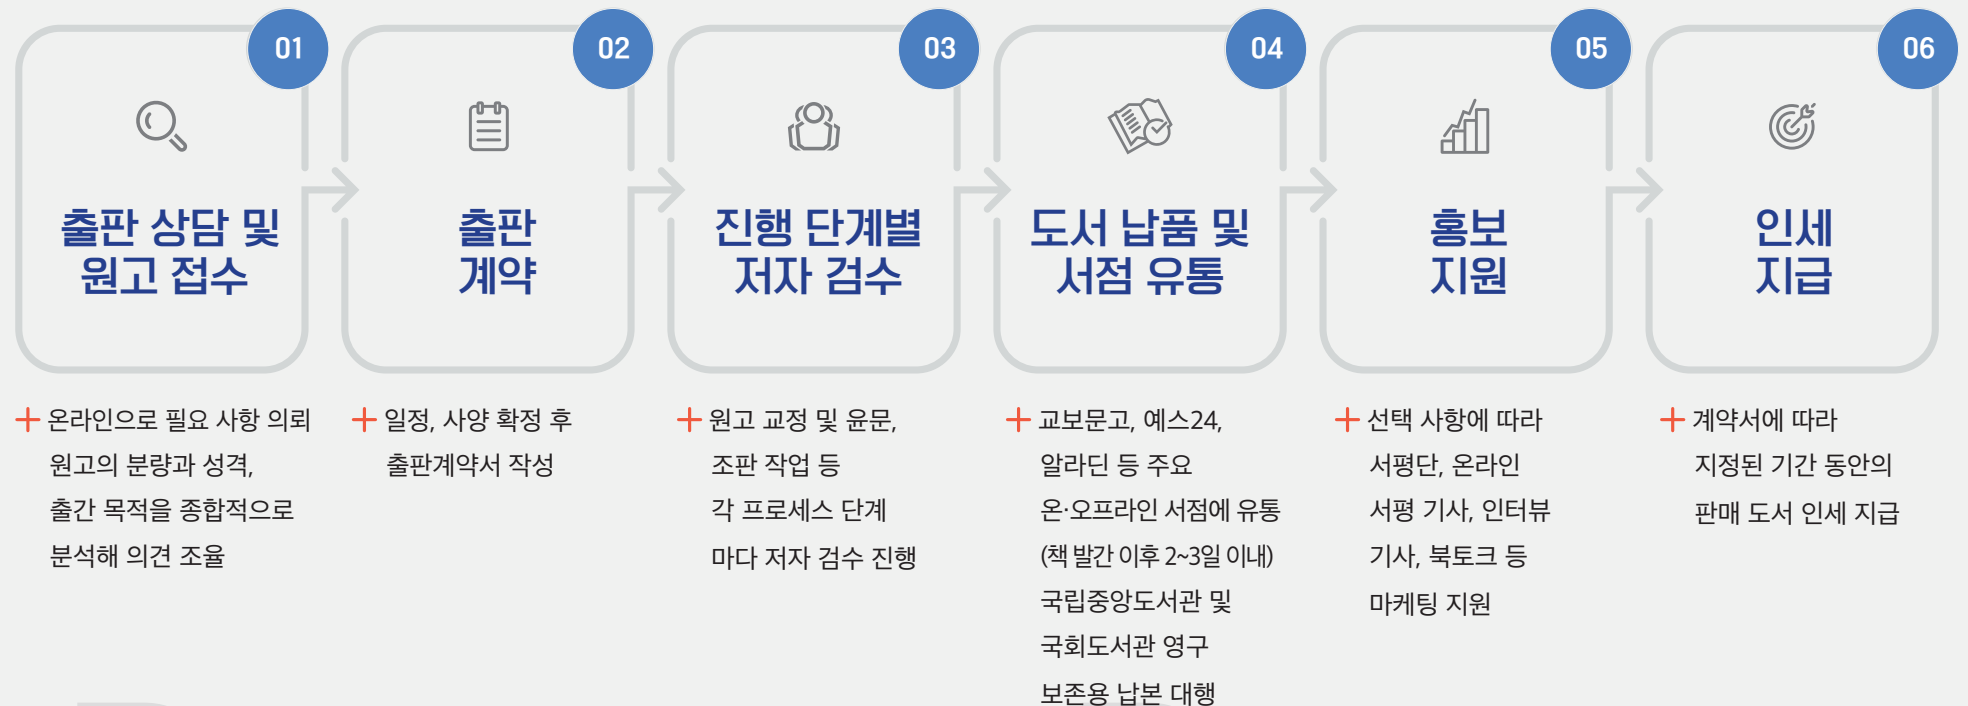 01
출판 상담 및
원고 접수
온라인으로 필요 사항 의뢰
원고의 분량과 성격,
출간 목적을 종합적으로
분석해 의견 조율
02
출판
계약
일정, 사양 확정 후
출판계약서 작성
03
진행 단계별
저자 검수
원고 교정 및 윤문,
조판 작업 등
각 프로세스 단계
마다 저자 검수 진행
04
도서 납품 및
서점 유통
교보문고, 예스24,
알라딘 등 주요
온·오프라인 서점에 유통
(책 발간 이후 2~3일 이내)
국립중앙도서관 및
국회도서관 영구
보존용 납본 대행
05
홍보
지원
선택 사항에 따라
서평단, 온라인
서평 기사, 인터뷰
기사, 북토크 등
마케팅 지원
06
인세
지급
계약서에 따라
지정된 기간 동안의
판매 도서 인세 지급